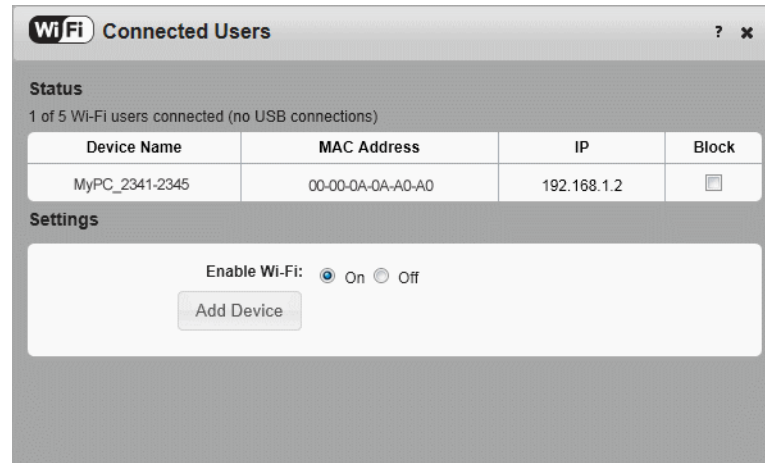 WiFi Connected Users ? ✖
Status
1 of 5 Wi-Fi users connected (no USB connections)
Device Name MAC Address IP Block
MyPC_2341-2345 00-00-0A-0A-A0-A0 192.168.1.2
Settings
Enable Wi-Fi: On Off
Add Device